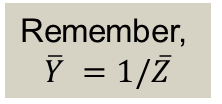 Remember,
Ȳ = 1/Z̄